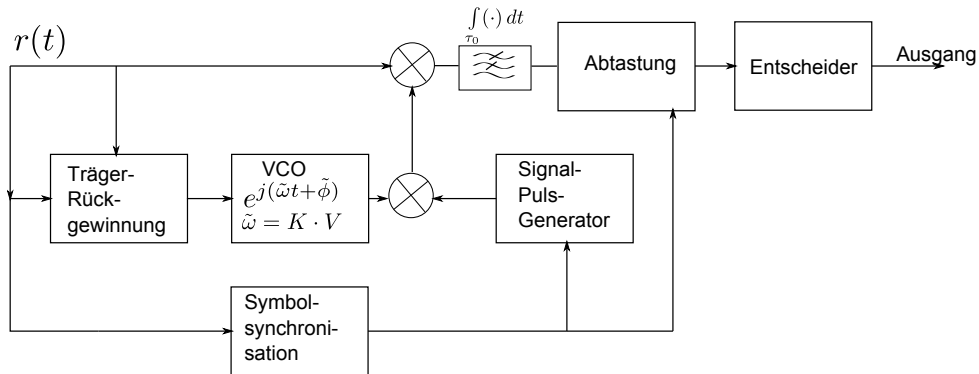 r(t)
∫(·) dt
τ₀
Abtastung
Entscheider
Ausgang
Träger-
Rück-
gewinnung
VCO
e^{j(ω̃t+φ̃)}
ω̃ = K · V
Signal-
Puls-
Generator
Symbol-
synchroni-
sation